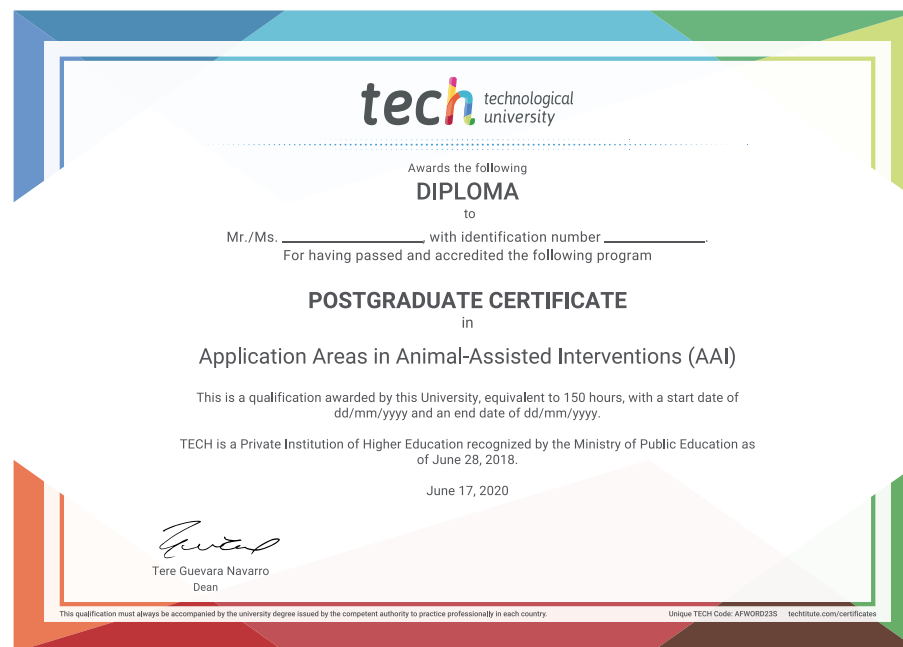 tech technological
university
Awards the following
DIPLOMA
to
Mr./Ms. ____________, with identification number ____________.
For having passed and accredited the following program
POSTGRADUATE CERTIFICATE
in
Application Areas in Animal-Assisted Interventions (AAI)
This is a qualification awarded by this University, equivalent to 150 hours, with a start date of
dd/mm/yyyy and an end date of dd/mm/yyyy.
TECH is a Private Institution of Higher Education recognized by the Ministry of Public Education as
of June 28, 2018.
June 17, 2020
Tere Guevara Navarro
Dean
This qualification must always be accompanied by the university degree issued by the competent authority to practice professionally in each country.
Unique TECH Code: AFWORD23S techtitute.com/certificates